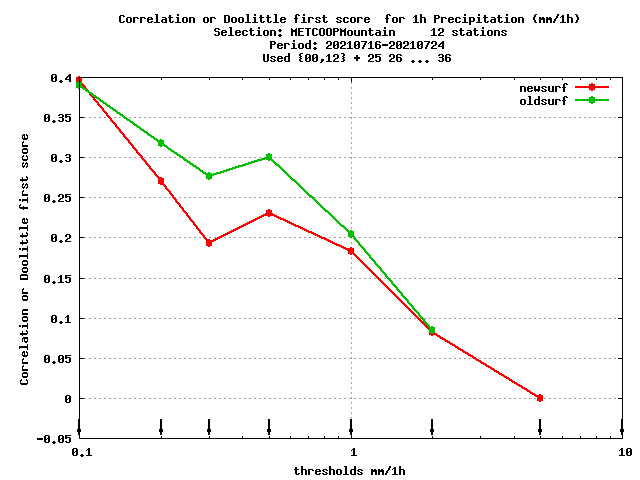 Correlation or Doolittle first score  for 1h Precipitation (mm/1h)
Selection: METCOOPMountain     12 stations
Period: 20210716-20210724
Used {00,12} + 25 26 ... 36
newsurf
oldsurf
Correlation or Doolittle first score
0.4
0.35
0.3
0.25
0.2
0.15
0.1
0.05
0
-0.05
0.1 1 10
thresholds mm/1h